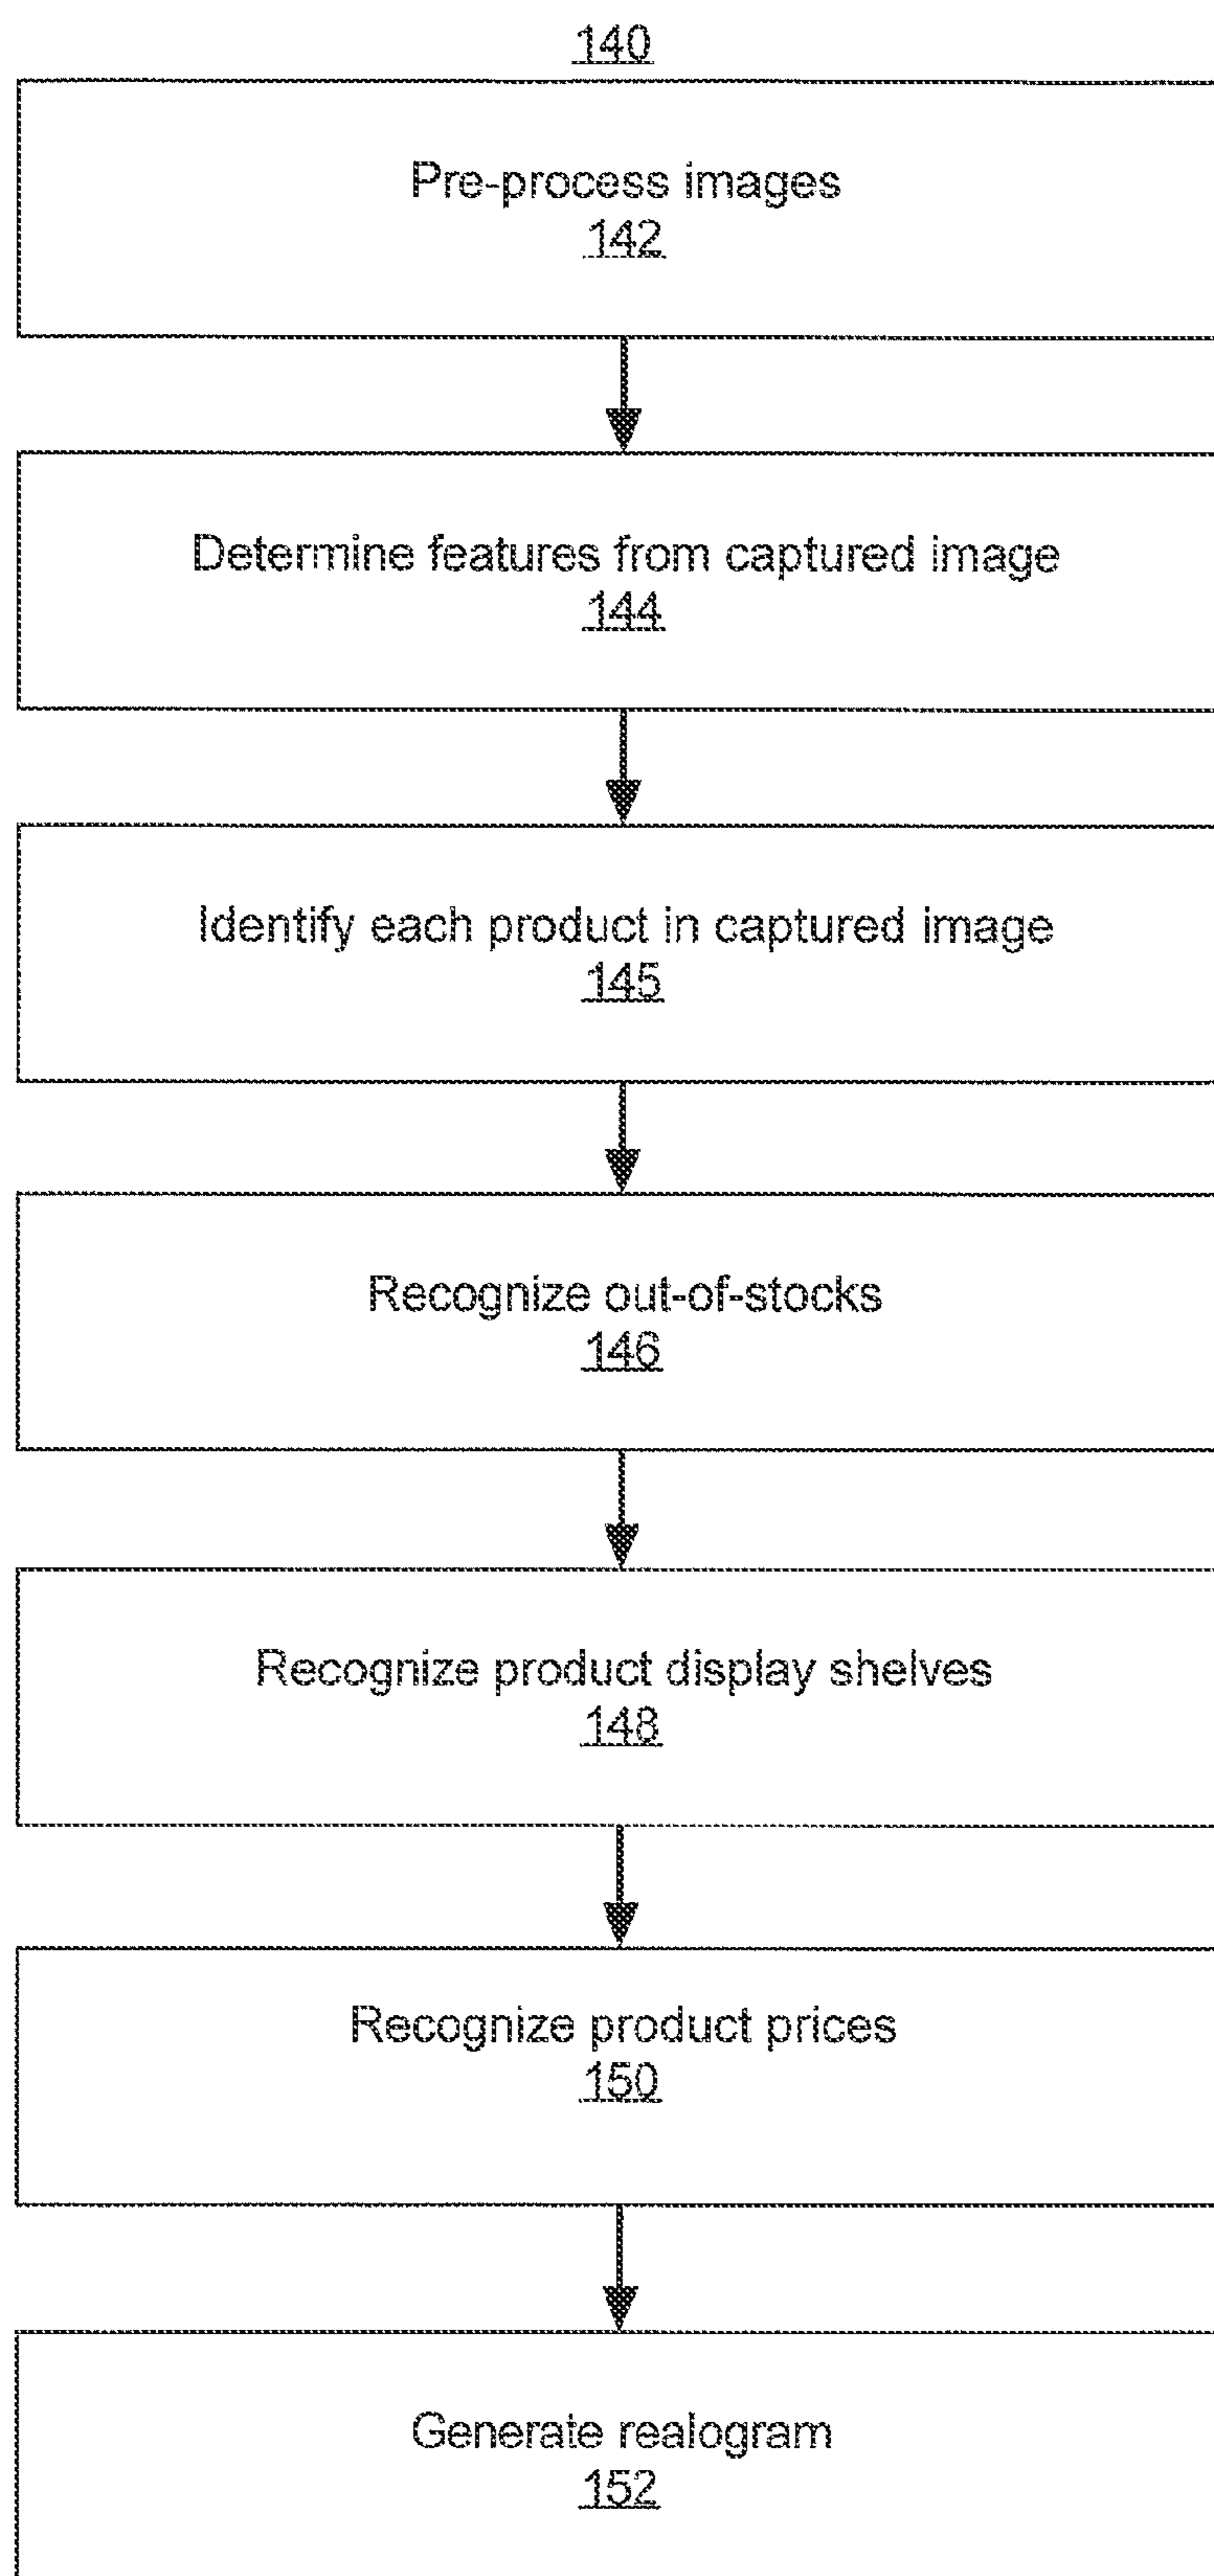 140
Pre-process images
142
Determine features from captured image
144
Identify each product in captured image
145
Recognize out-of-stocks
146
Recognize product display shelves
148
Recognize product prices
150
Generate realogram
152